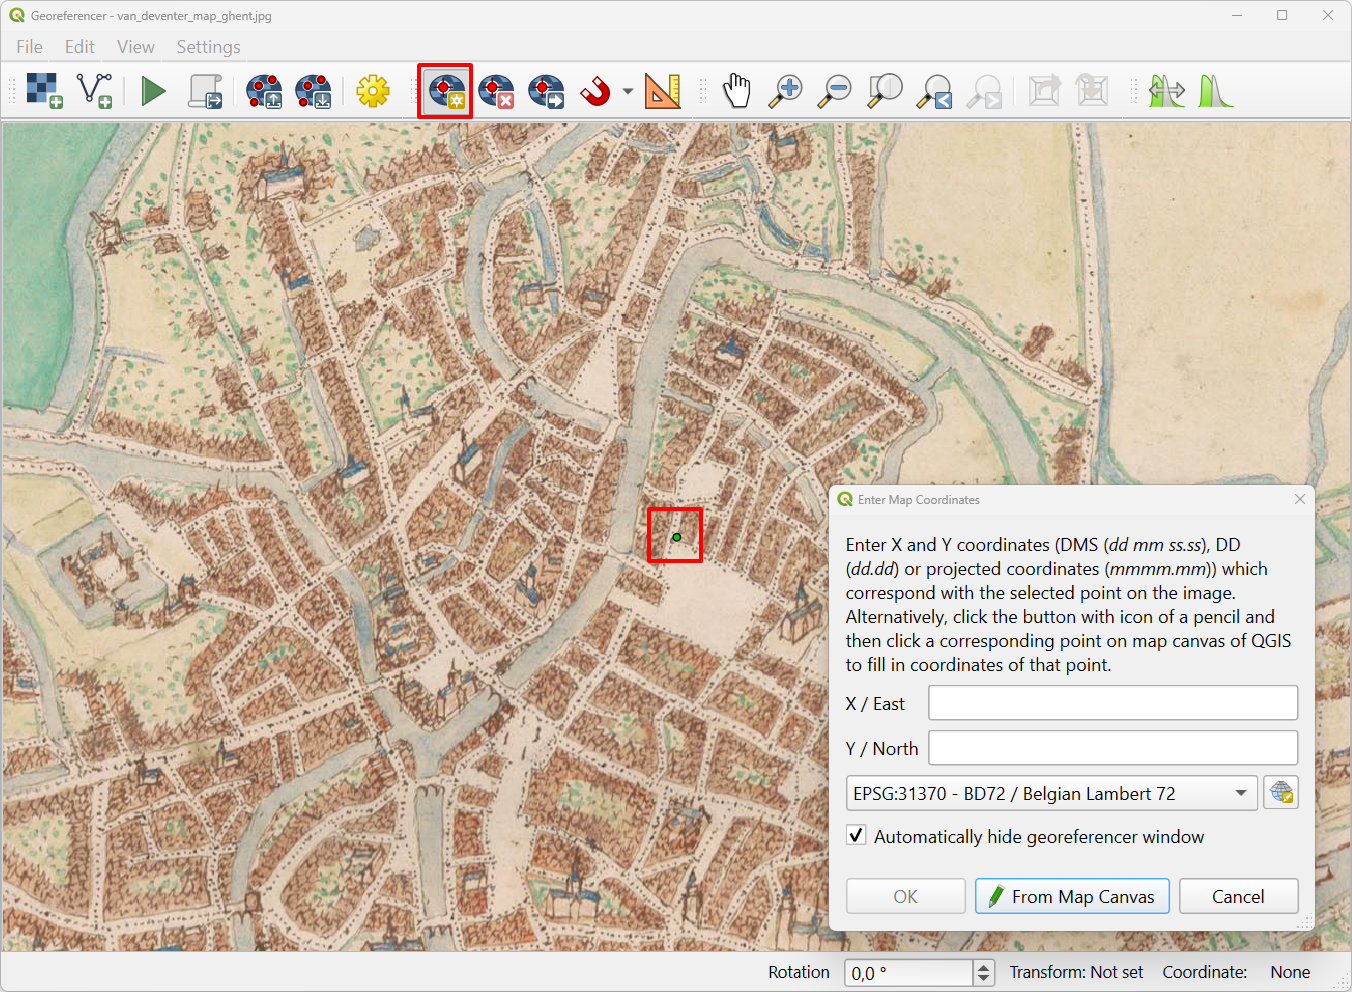 Georeferencer - van_deventer_map_ghent.jpg
File Edit View Settings
Enter Map Coordinates
Enter X and Y coordinates (DMS (dd mm ss.ss), DD
(dd.dd) or projected coordinates (mmmm.mm)) which
correspond with the selected point on the image.
Alternatively, click the button with icon of a pencil and
then click a corresponding point on map canvas of QGIS
to fill in coordinates of that point.
X / East
Y / North
EPSG:31370 - BD72 / Belgian Lambert 72
Automatically hide georeferencer window
OK From Map Canvas Cancel
Rotation 0,0 ° Transform: Not set Coordinate: None